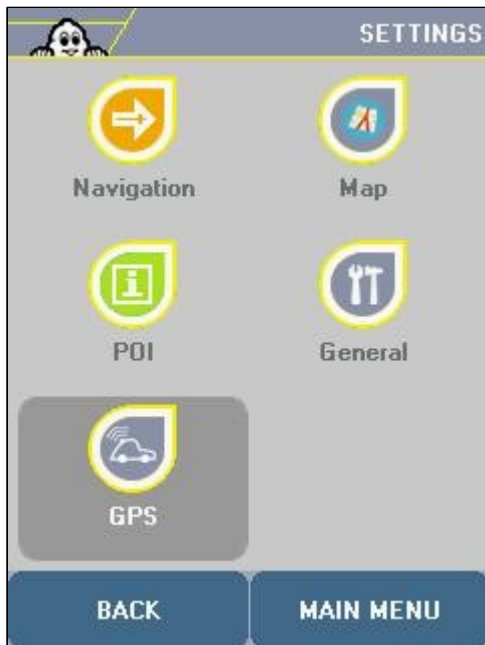 SETTINGS
Navigation
Map
POI
General
GPS
BACK
MAIN MENU